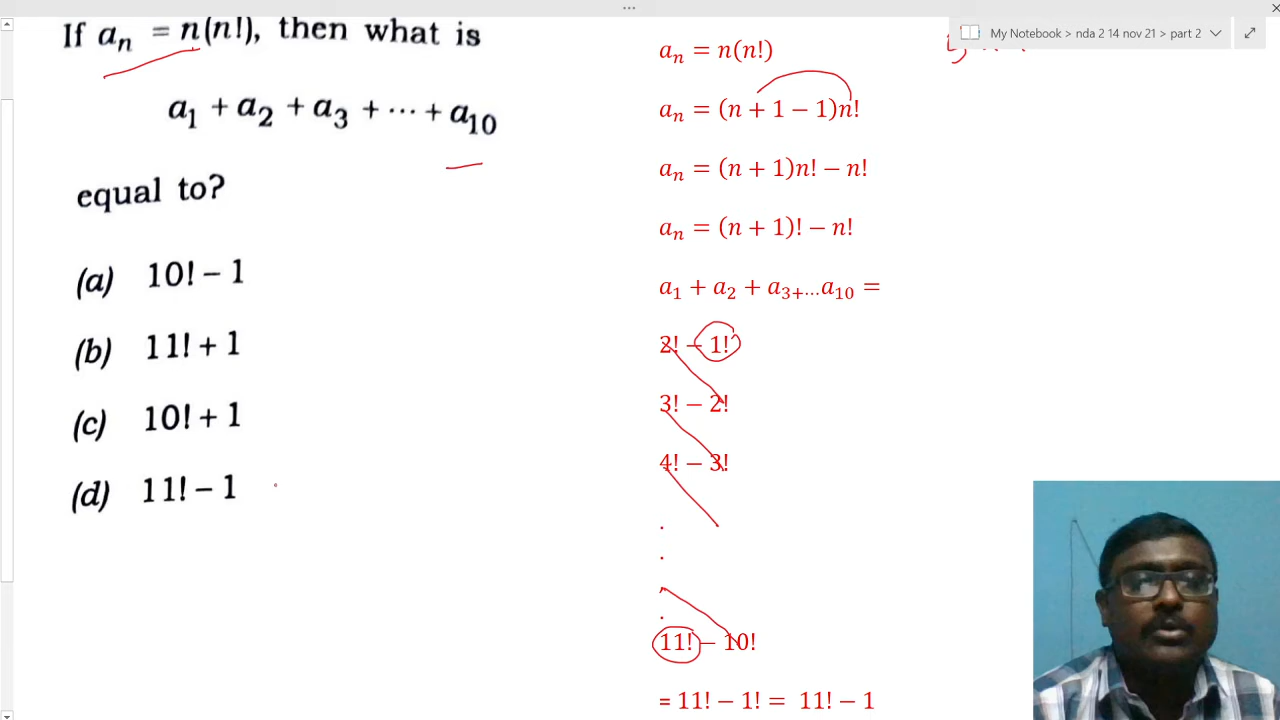 My Notebook > nda 2 14 nov 21 > part 2
If aₙ = n(n!), then what is
a₁ + a₂ + a₃ + ··· + a₁₀
equal to?
(a) 10! – 1
(b) 11! + 1
(c) 10! + 1
(d) 11! – 1
aₙ = n(n!)
aₙ = (n + 1 − 1)n!
aₙ = (n + 1)n! − n!
aₙ = (n + 1)! − n!
a₁ + a₂ + a₃₊…a₁₀ =
2! − 1!
3! − 2!
4! − 3!
.
.
.
.
11! − 10!
= 11! − 1! = 11! − 1